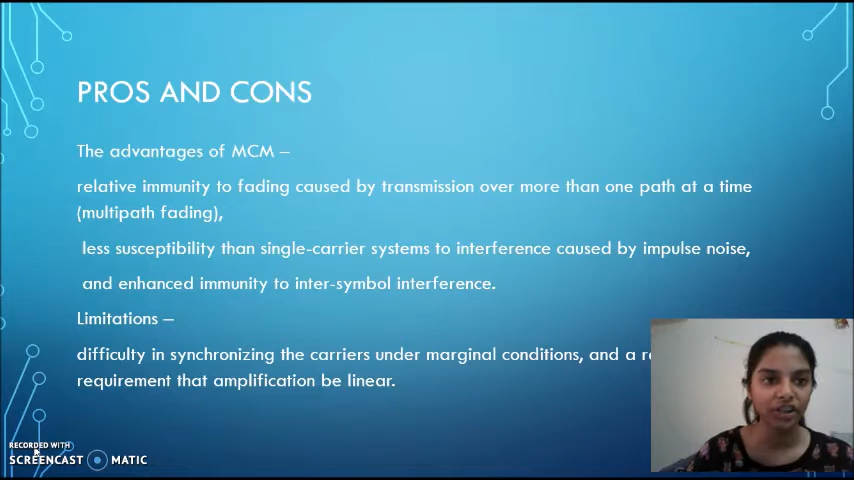 PROS AND CONS
The advantages of MCM –
relative immunity to fading caused by transmission over more than one path at a time
(multipath fading),
less susceptibility than single-carrier systems to interference caused by impulse noise,
and enhanced immunity to inter-symbol interference.
Limitations –
difficulty in synchronizing the carriers under marginal conditions, and a
requirement that amplification be linear.
RECORDED WITH
SCREENCAST MATIC